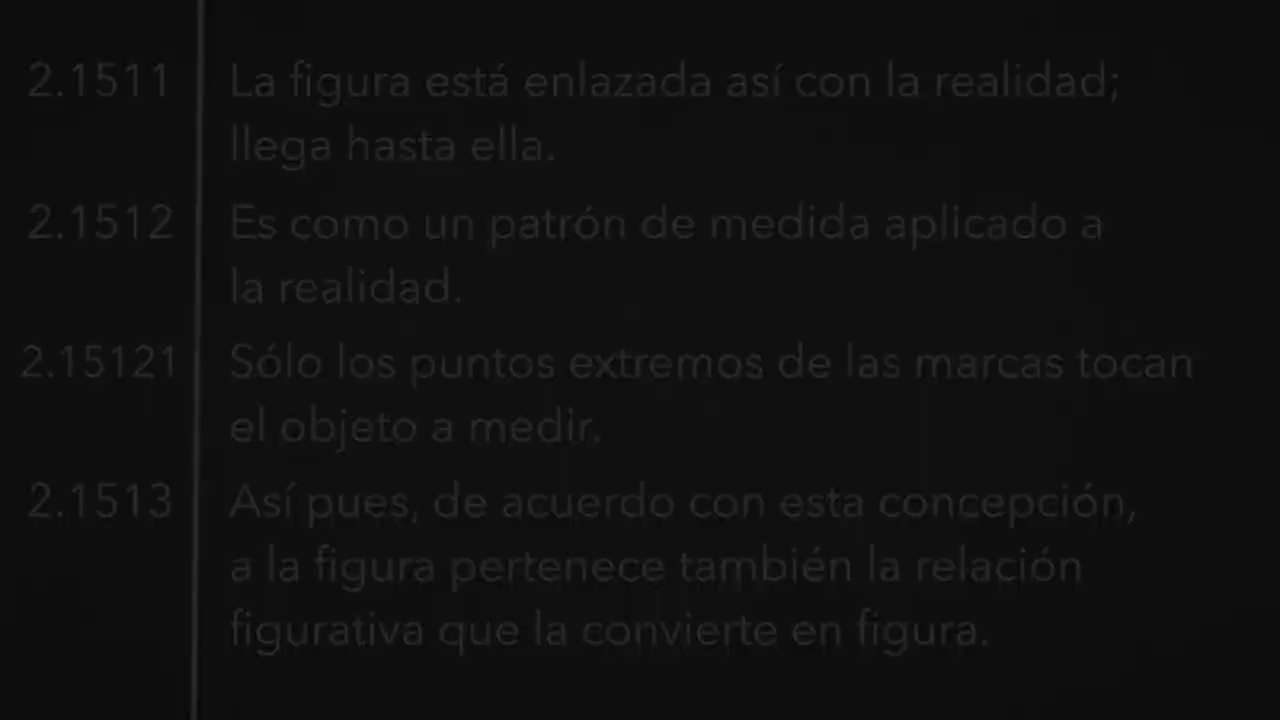 2.1511 La figura está enlazada así con la realidad;
llega hasta ella.
2.1512 Es como un patrón de medida aplicado a
la realidad.
2.15121 Sólo los puntos extremos de las marcas tocan
el objeto a medir.
2.1513 Así pues, de acuerdo con esta concepción,
a la figura pertenece también la relación
figurativa que la convierte en figura.